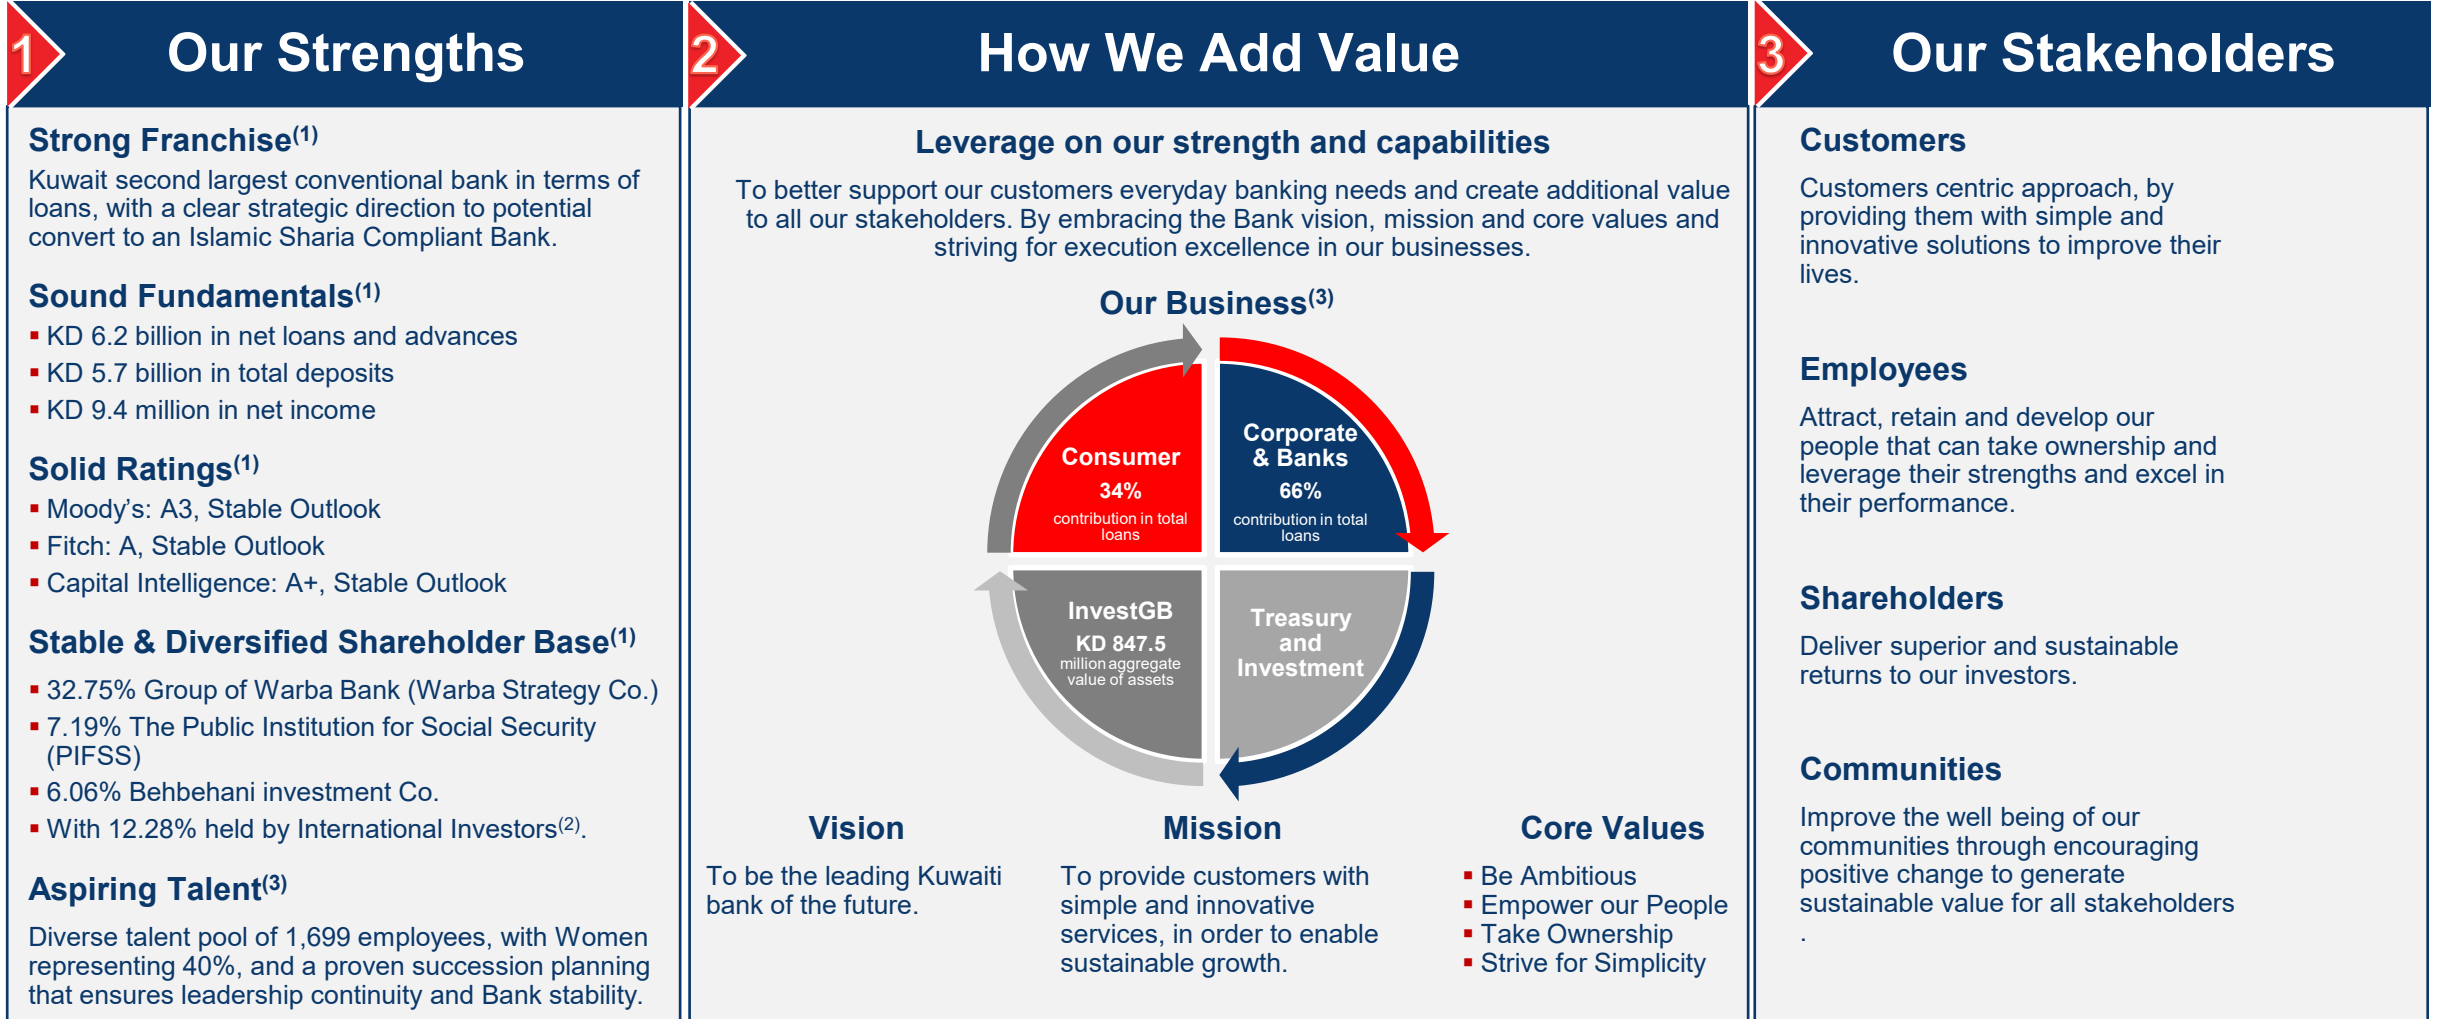 1
Our Strengths
Strong Franchise(1)
Kuwait second largest conventional bank in terms of
loans, with a clear strategic direction to potential
convert to an Islamic Sharia Compliant Bank.
Sound Fundamentals(1)
▪ KD 6.2 billion in net loans and advances
▪ KD 5.7 billion in total deposits
▪ KD 9.4 million in net income
Solid Ratings(1)
▪ Moody’s: A3, Stable Outlook
▪ Fitch: A, Stable Outlook
▪ Capital Intelligence: A+, Stable Outlook
Stable & Diversified Shareholder Base(1)
▪ 32.75% Group of Warba Bank (Warba Strategy Co.)
▪ 7.19% The Public Institution for Social Security
(PIFSS)
▪ 6.06% Behbehani investment Co.
▪ With 12.28% held by International Investors(2).
Aspiring Talent(3)
Diverse talent pool of 1,699 employees, with Women
representing 40%, and a proven succession planning
that ensures leadership continuity and Bank stability.
2
How We Add Value
Leverage on our strength and capabilities
To better support our customers everyday banking needs and create additional value
to all our stakeholders. By embracing the Bank vision, mission and core values and
striving for execution excellence in our businesses.
Our Business(3)
Consumer
34%
contribution in total
loans
Corporate
& Banks
66%
contribution in total
loans
InvestGB
KD 847.5
million aggregate
value of assets
Treasury
and
Investment
Vision
To be the leading Kuwaiti
bank of the future.
Mission
To provide customers with
simple and innovative
services, in order to enable
sustainable growth.
Core Values
▪ Be Ambitious
▪ Empower our People
▪ Take Ownership
▪ Strive for Simplicity
3
Our Stakeholders
Customers
Customers centric approach, by
providing them with simple and
innovative solutions to improve their
lives.
Employees
Attract, retain and develop our
people that can take ownership and
leverage their strengths and excel in
their performance.
Shareholders
Deliver superior and sustainable
returns to our investors.
Communities
Improve the well being of our
communities through encouraging
positive change to generate
sustainable value for all stakeholders
.